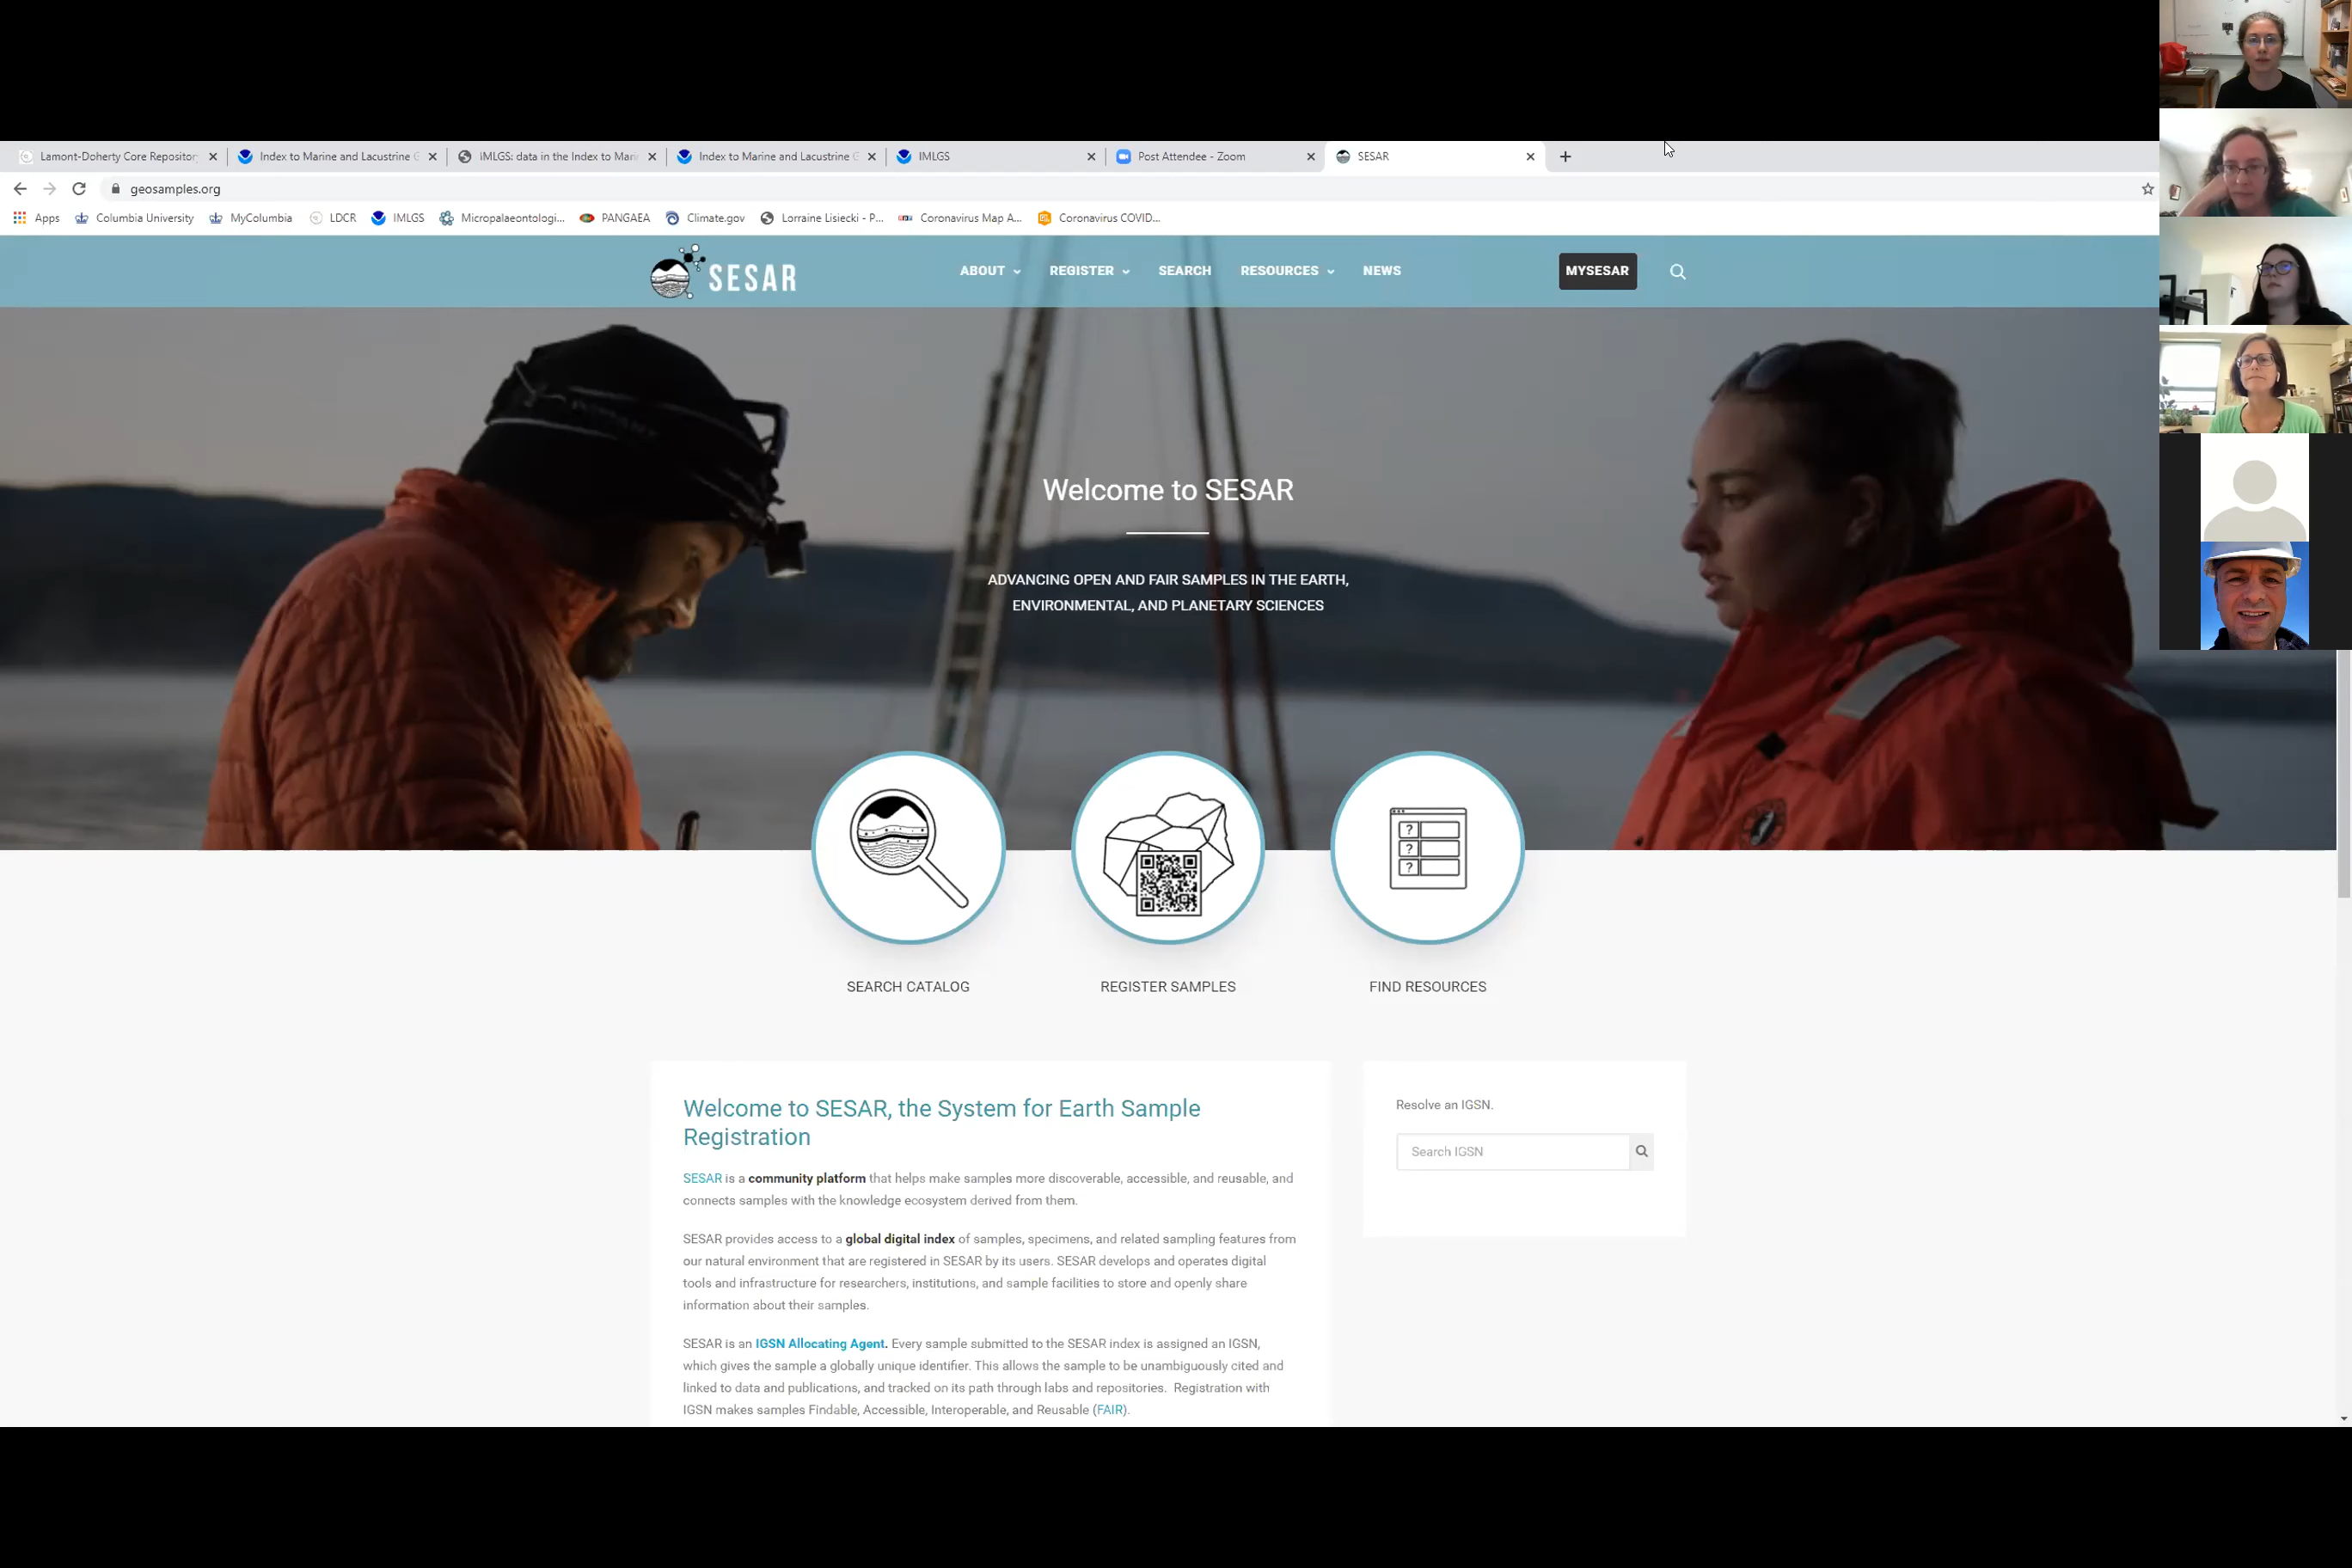 Lamont-Doherty Core Repositor
Index to Marine and Lacustrine G
iMLGS: data in the Index to Mari
Index to Marine and Lacustrine G
IMLGS
Post Attendee - Zoom
SESAR
geosamples.org
Apps
Columbia University
MyColumbia
LDCR
IMLGS
Micropalaeontologi...
PANGAEA
Climate.gov
Lorraine Lisiecki - P...
Coronavirus Map A...
Coronavirus COVID...
SESAR
ABOUT
REGISTER
SEARCH
RESOURCES
NEWS
MYSESAR
Welcome to SESAR
ADVANCING OPEN AND FAIR SAMPLES IN THE EARTH,
ENVIRONMENTAL, AND PLANETARY SCIENCES
SEARCH CATALOG
REGISTER SAMPLES
FIND RESOURCES
Welcome to SESAR, the System for Earth Sample
Registration
SESAR is a community platform that helps make samples more discoverable, accessible, and reusable, and
connects samples with the knowledge ecosystem derived from them.
SESAR provides access to a global digital index of samples, specimens, and related sampling features from
our natural environment that are registered in SESAR by its users. SESAR develops and operates digital
tools and infrastructure for researchers, institutions, and sample facilities to store and openly share
information about their samples.
SESAR is an IGSN Allocating Agent. Every sample submitted to the SESAR index is assigned an IGSN,
which gives the sample a globally unique identifier. This allows the sample to be unambiguously cited and
linked to data and publications, and tracked on its path through labs and repositories. Registration with
IGSN makes samples Findable, Accessible, Interoperable, and Reusable (FAIR).
Resolve an IGSN.
Search IGSN